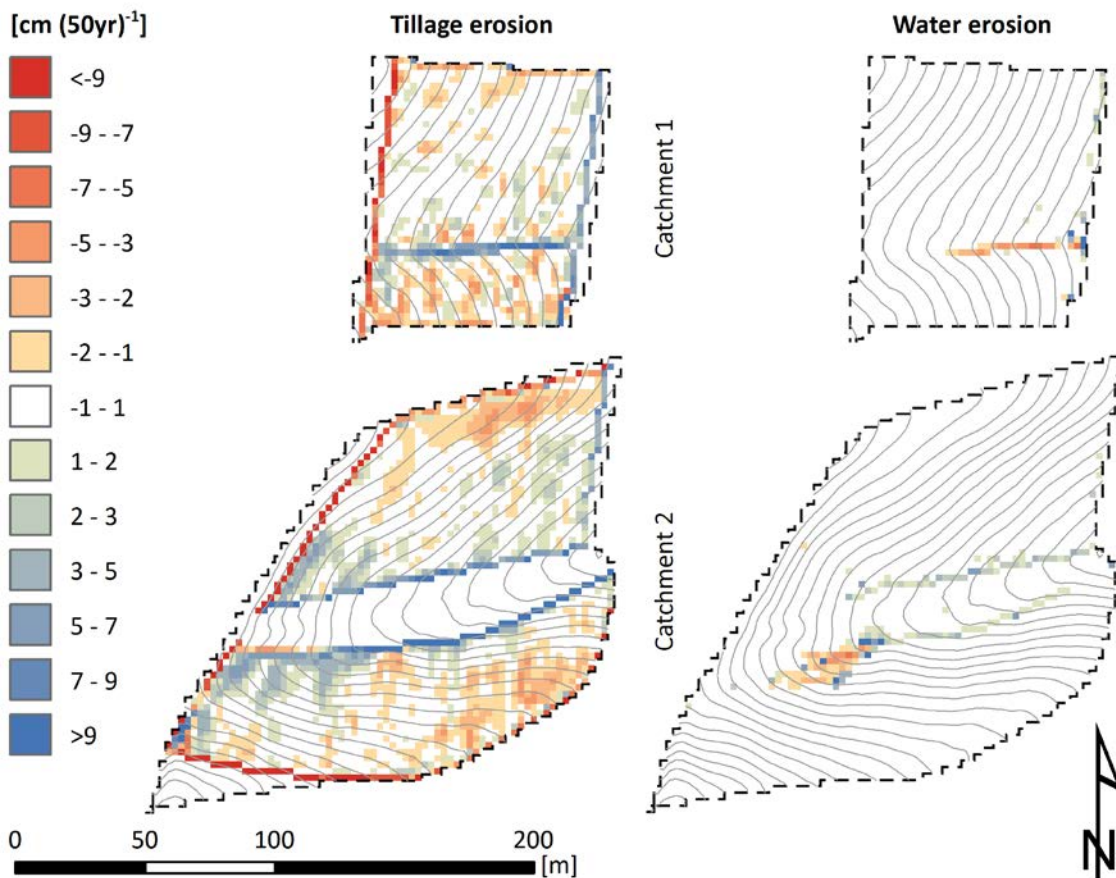 [cm (50yr)⁻¹]
Tillage erosion
Water erosion
<-9
-9 - -7
-7 - -5
-5 - -3
-3 - -2
-2 - -1
-1 - 1
1 - 2
2 - 3
3 - 5
5 - 7
7 - 9
>9
Catchment 1
Catchment 2
0 50 100 200
[m]
N